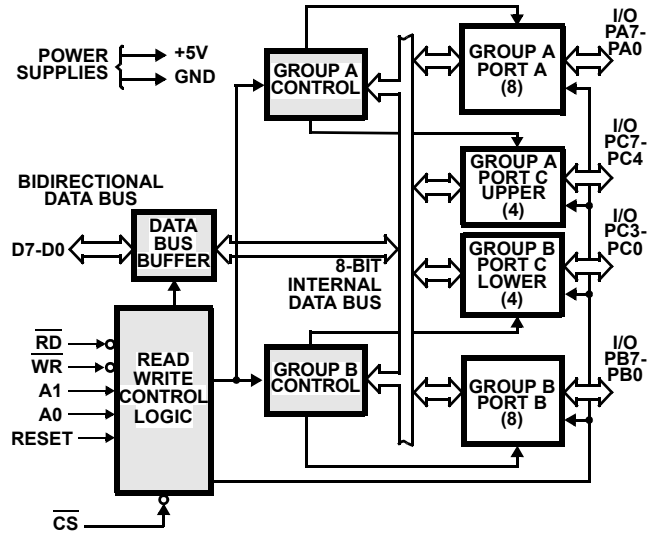 POWER
SUPPLIES
+5V
GND
GROUP A
CONTROL
GROUP A
PORT A
(8)
I/O
PA7-
PA0
GROUP A
PORT C
UPPER
(4)
I/O
PC7-
PC4
BIDIRECTIONAL
DATA BUS
D7-D0
DATA
BUS
BUFFER
8-BIT
INTERNAL
DATA BUS
GROUP B
PORT C
LOWER
(4)
I/O
PC3-
PC0
RD
WR
A1
A0
RESET
READ
WRITE
CONTROL
LOGIC
GROUP B
CONTROL
GROUP B
PORT B
(8)
I/O
PB7-
PB0
CS